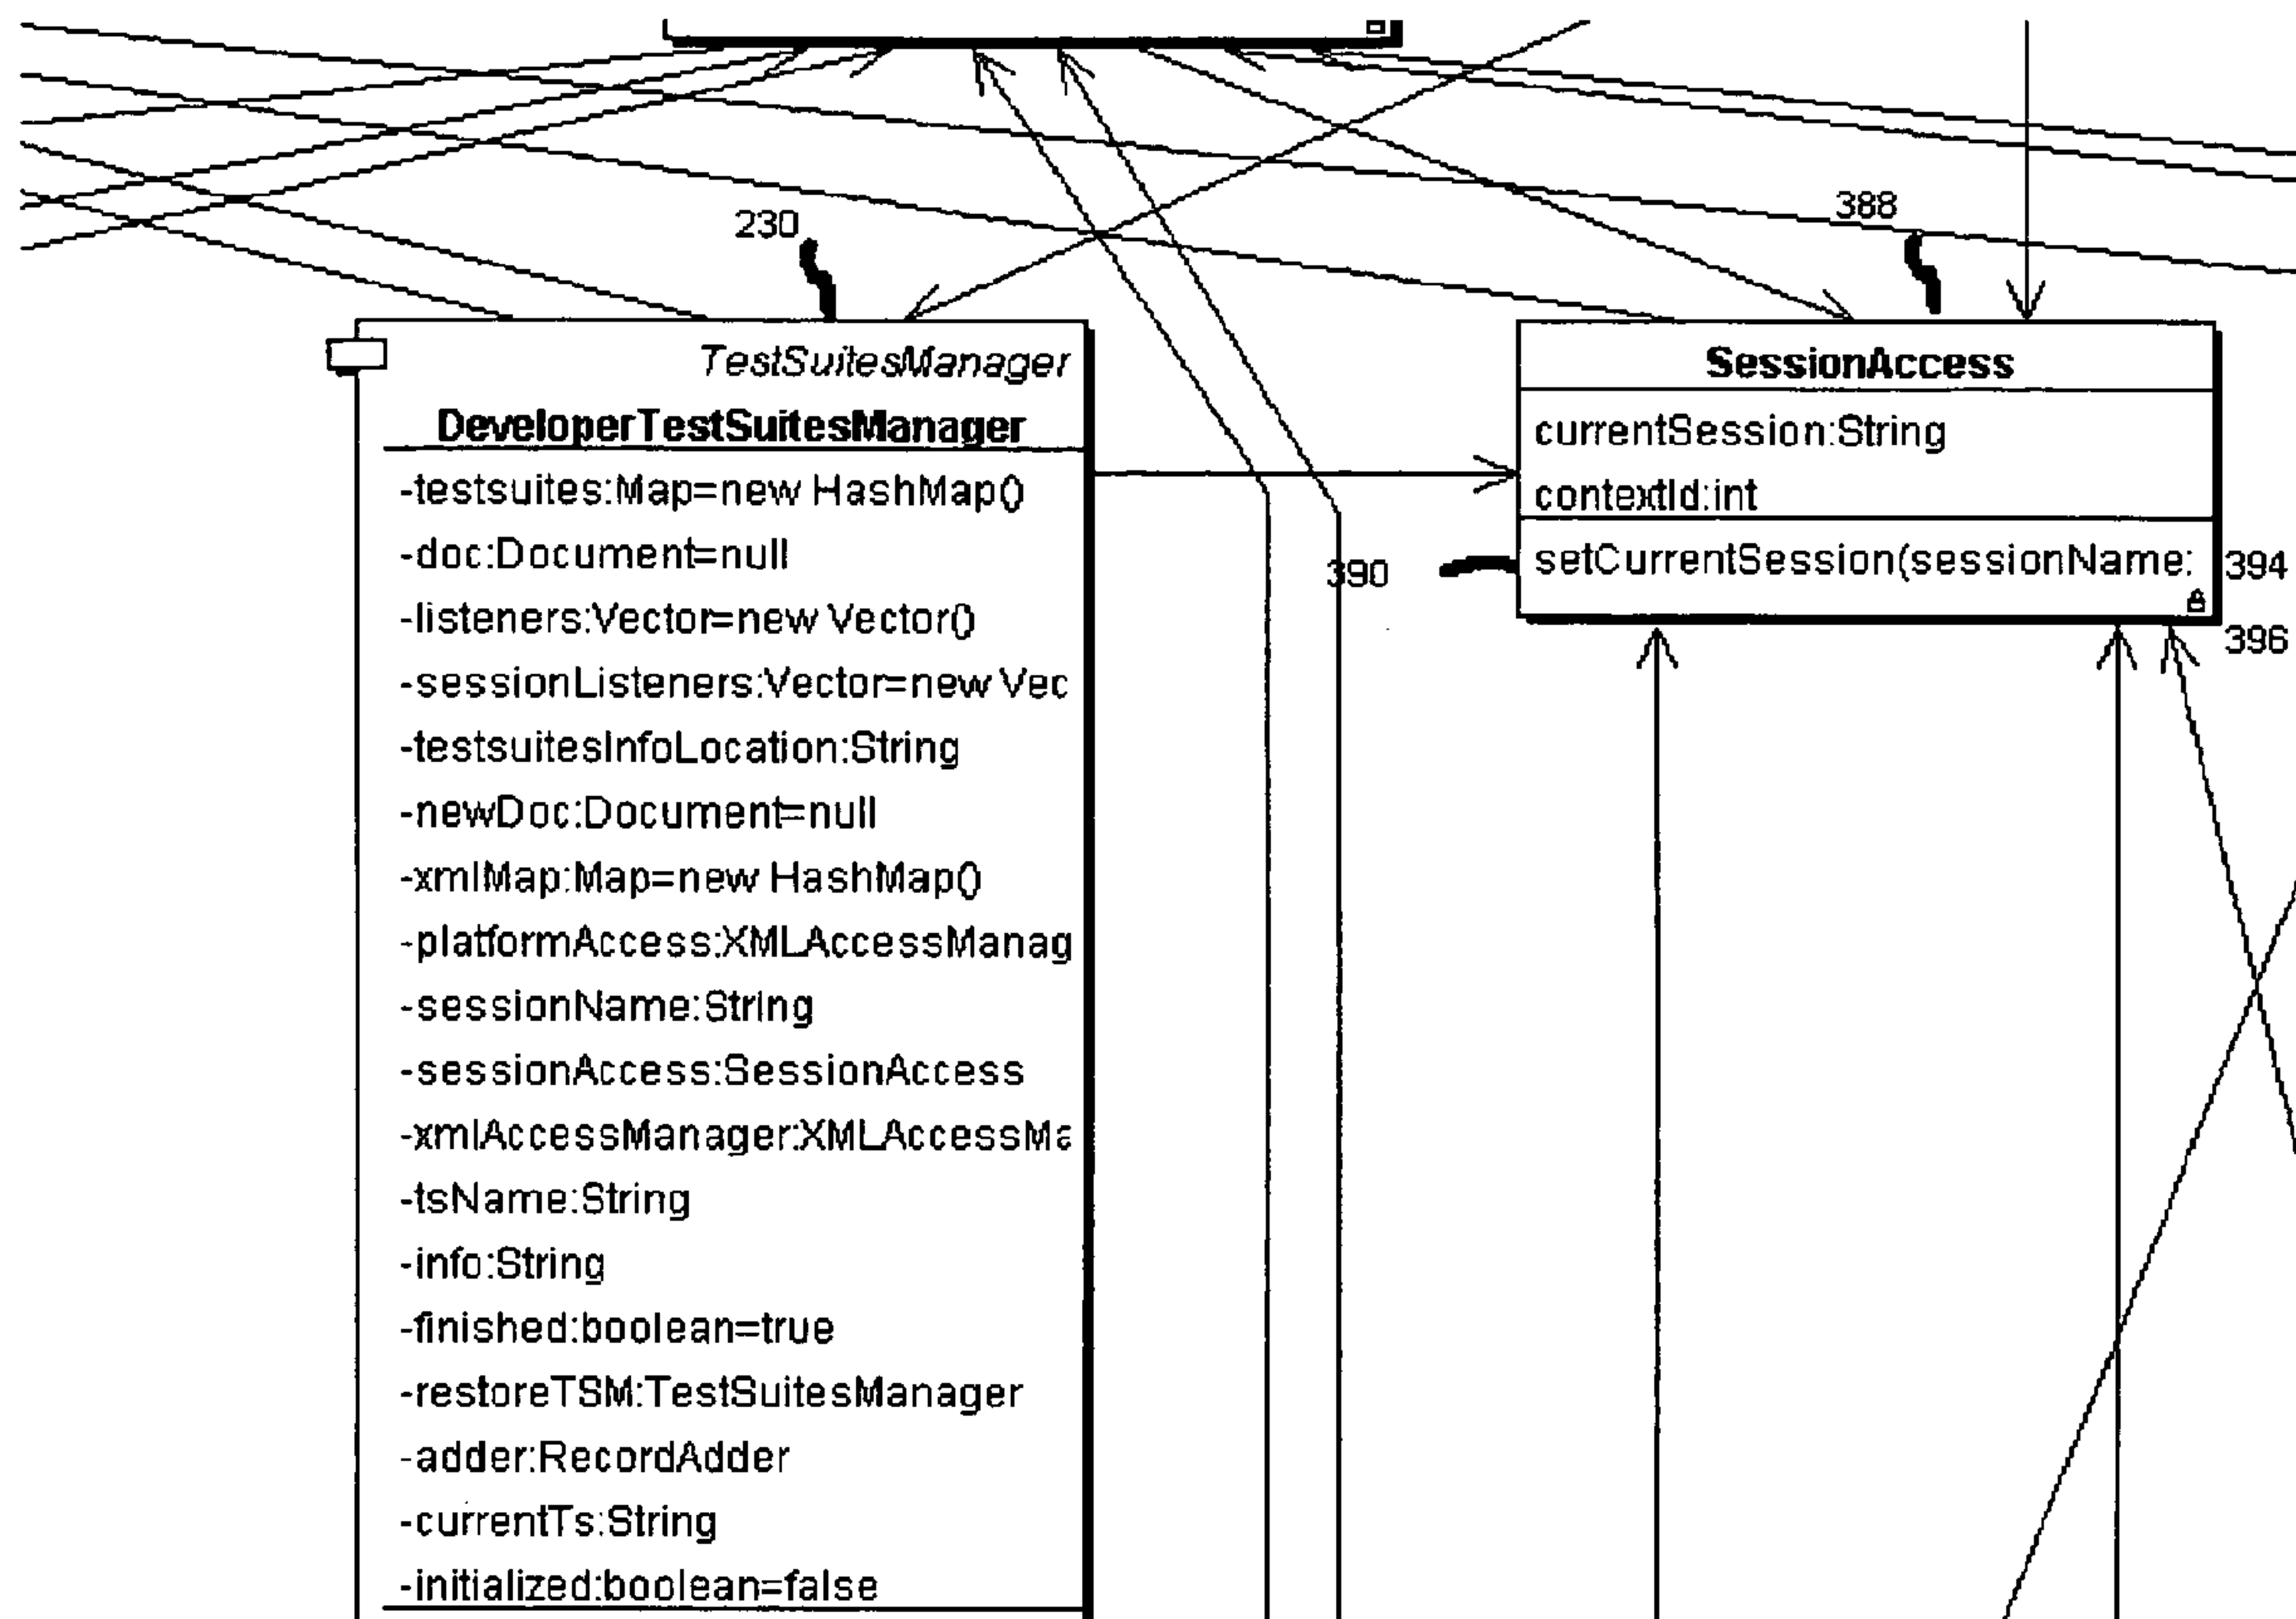 230
388
TestSuitesManager
DeveloperTestSuitesManager
-testsuites:Map=new HashMap()
-doc:Document=null
-listeners:Vector=new Vector()
-sessionListeners:Vector=new Vec
-testsuitesInfoLocation:String
-newDoc:Document=null
-xmlMap:Map=new HashMap()
-platformAccess:XMLAccessManag
-sessionName:String
-sessionAccess:SessionAccess
-xmlAccessManager:XMLAccessMa
-tsName:String
-info:String
-finished:boolean=true
-restoreTSM:TestSuitesManager
-adder:RecordAdder
-currentTs:String
-initialized:boolean=false
SessionAccess
currentSession:String
contextId:int
390
setCurrentSession(sessionName:
394
396